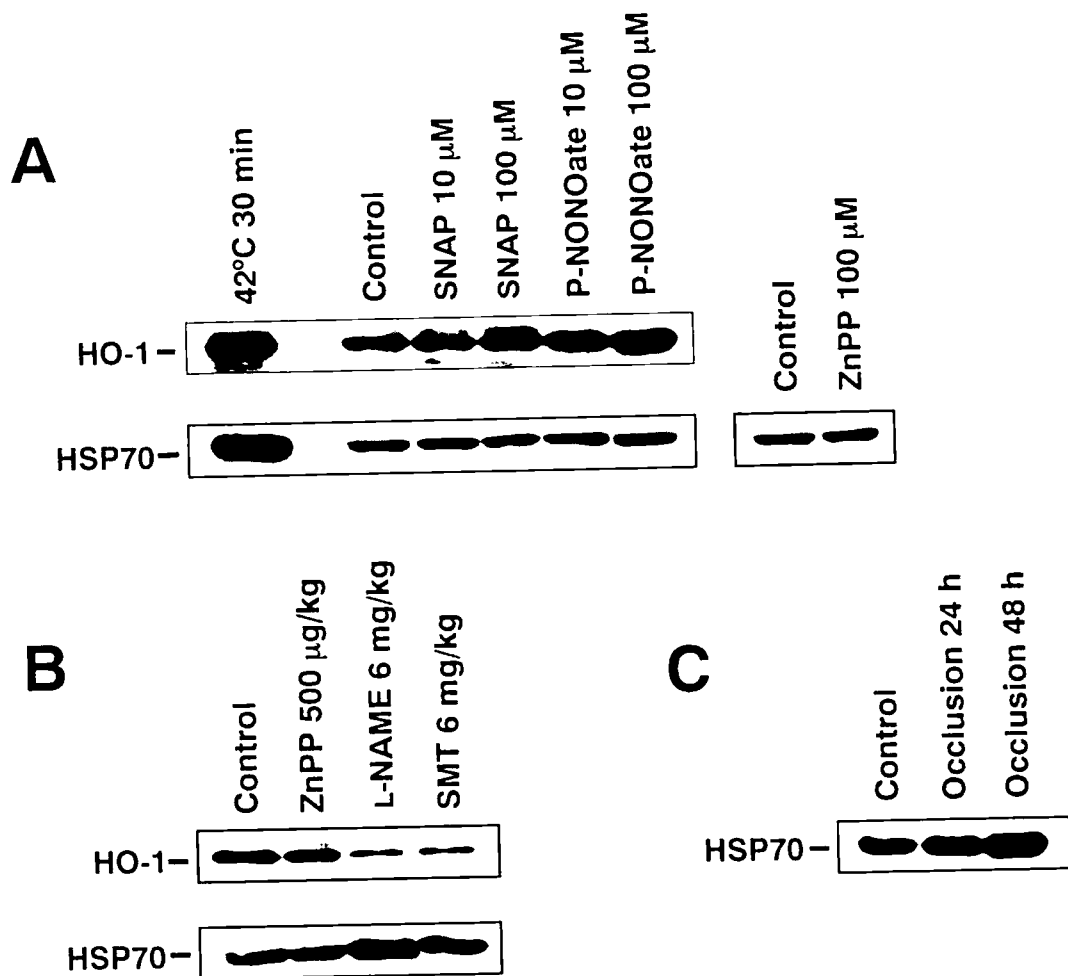 A
42°C 30 min
Control
SNAP 10 µM
SNAP 100 µM
P-NONOate 10 µM
P-NONOate 100 µM
Control
ZnPP 100 µM
HO-1
HSP70
B
Control
ZnPP 500 µg/kg
L-NAME 6 mg/kg
SMT 6 mg/kg
HO-1
HSP70
C
Control
Occlusion 24 h
Occlusion 48 h
HSP70